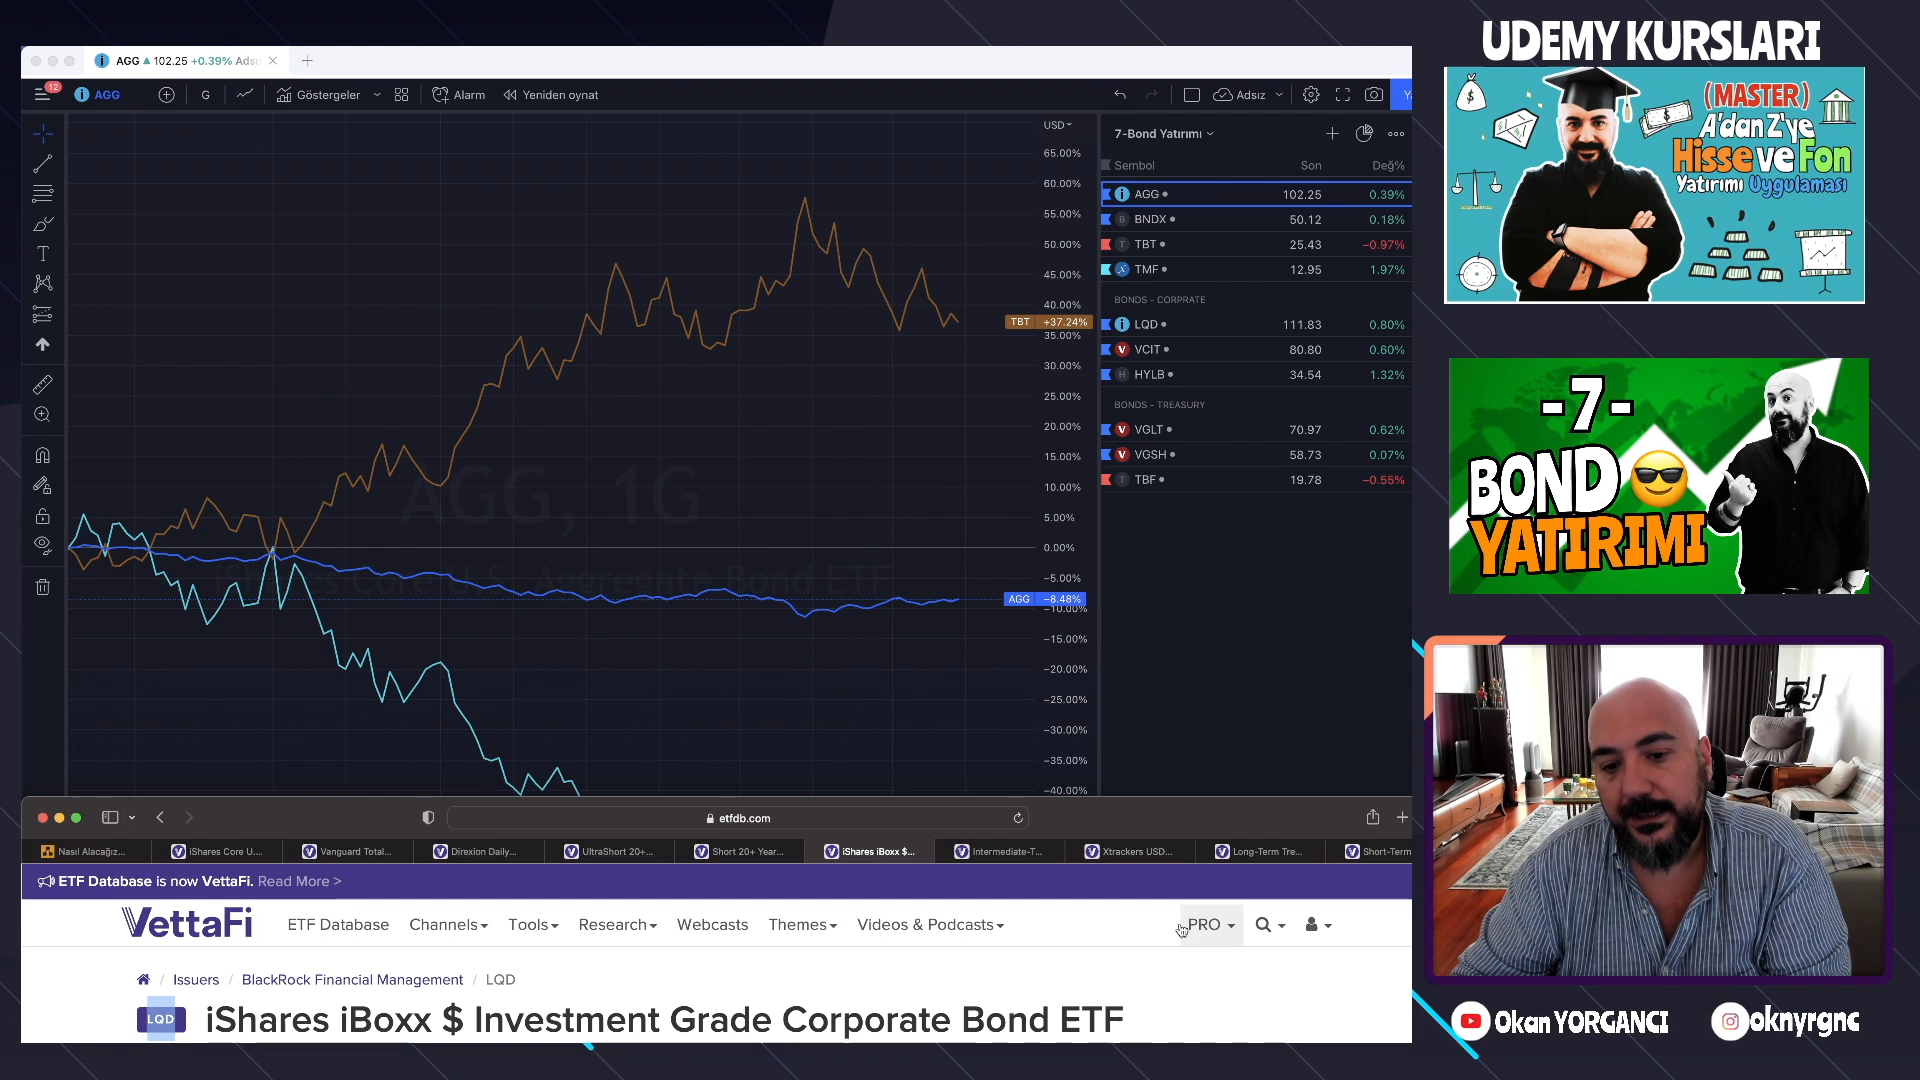 UDEMY KURSLARI
AGG 102.25 +0.39% Adsı
12
AGG
G
Göstergeler
Alarm
Yeniden oynat
Adsız
USD
65.00%
60.00%
55.00%
50.00%
45.00%
40.00%
TBT +37.24%
35.00%
30.00%
25.00%
20.00%
15.00%
10.00%
5.00%
0.00%
-5.00%
AGG -8.48%
-10.00%
-15.00%
-20.00%
-25.00%
-30.00%
-35.00%
-40.00%
AGG, 1G
iShares Core U.S. Aggregate Bond ETF
7-Bond Yatırımı
Sembol Son Değ%
AGG 102.25 0.39%
BNDX 50.12 0.18%
TBT 25.43 -0.97%
TMF 12.95 1.97%
BONDS - CORPRATE
LQD 111.83 0.80%
VCIT 80.80 0.60%
HYLB 34.54 1.32%
BONDS - TREASURY
VGLT 70.97 0.62%
VGSH 58.73 0.07%
TBF 19.78 -0.55%
(MASTER)
A'dan Z'ye
Hisse ve Fon
Yatırımı Uygulaması
-7-
BOND
YATIRIMI
etfdb.com
Nasıl Alacağız...
iShares Core U....
Vanguard Total...
Direxion Daily...
UltraShort 20+...
Short 20+ Year...
iShares iBoxx $...
Intermediate-T...
Xtrackers USD...
Long-Term Tre...
Short-Term
ETF Database is now VettaFi. Read More >
VettaFi
ETF Database Channels Tools Research Webcasts Themes Videos & Podcasts PRO
/ Issuers / BlackRock Financial Management / LQD
LQD iShares iBoxx $ Investment Grade Corporate Bond ETF
Okan YORGANCI
oknyrgnc